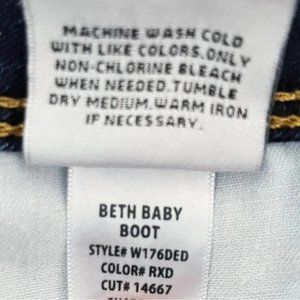 MACHINE WASH COLD
WITH LIKE COLORS.ONLY
NON-CHLORINE BLEACH
WHEN NEEDED.TUMBLE
DRY MEDIUM.WARM IRON
IF NECESSARY.
BETH BABY
BOOT
STYLE# W176DED
COLOR# RXD
CUT# 14667